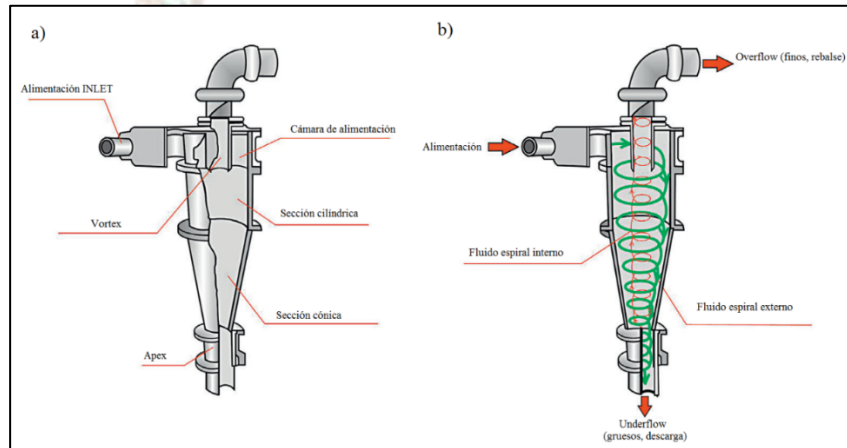 a)
Alimentación INLET
Cámara de alimentación
Vortex
Sección cilíndrica
Sección cónica
Apex
b)
Overflow (finos, rebalse)
Alimentación
Fluido espiral interno
Fluido espiral externo
Underflow
(gruesos, descarga)